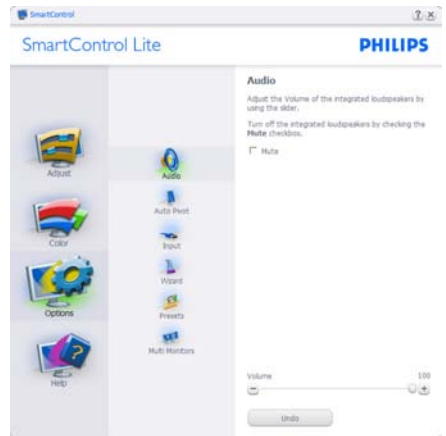 SmartControl
SmartControl Lite
PHILIPS
Adjust
Color
Options
Help
Audio
Auto Pivot
Input
Wizard
Presets
Multi Monitors
Audio
Adjust the Volume of the integrated loudspeakers by
using the slider.
Turn off the integrated loudspeakers by checking the
Mute checkbox.
Mute
Volume 100
Undo